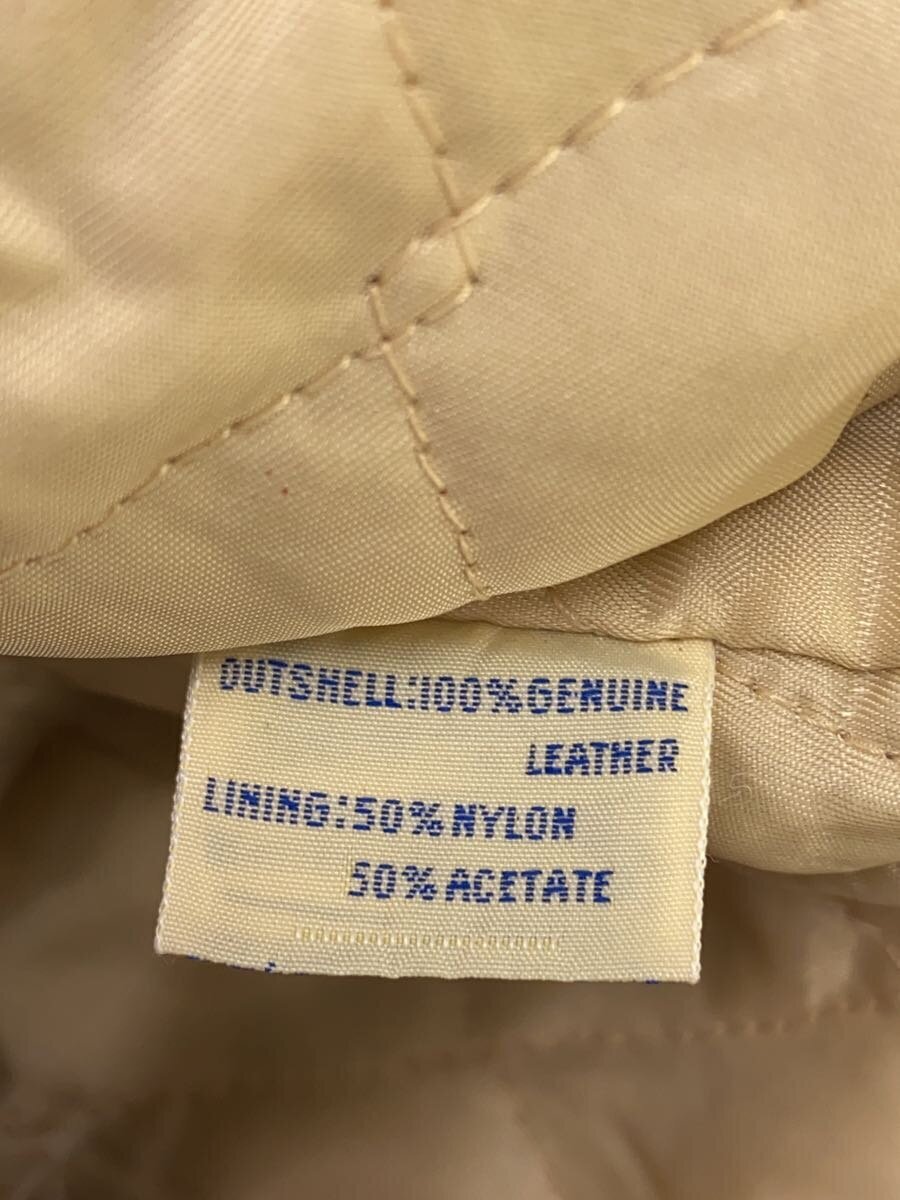 OUTSHELL:100%GENUINE
LEATHER
LINING:50%NYLON
50%ACETATE